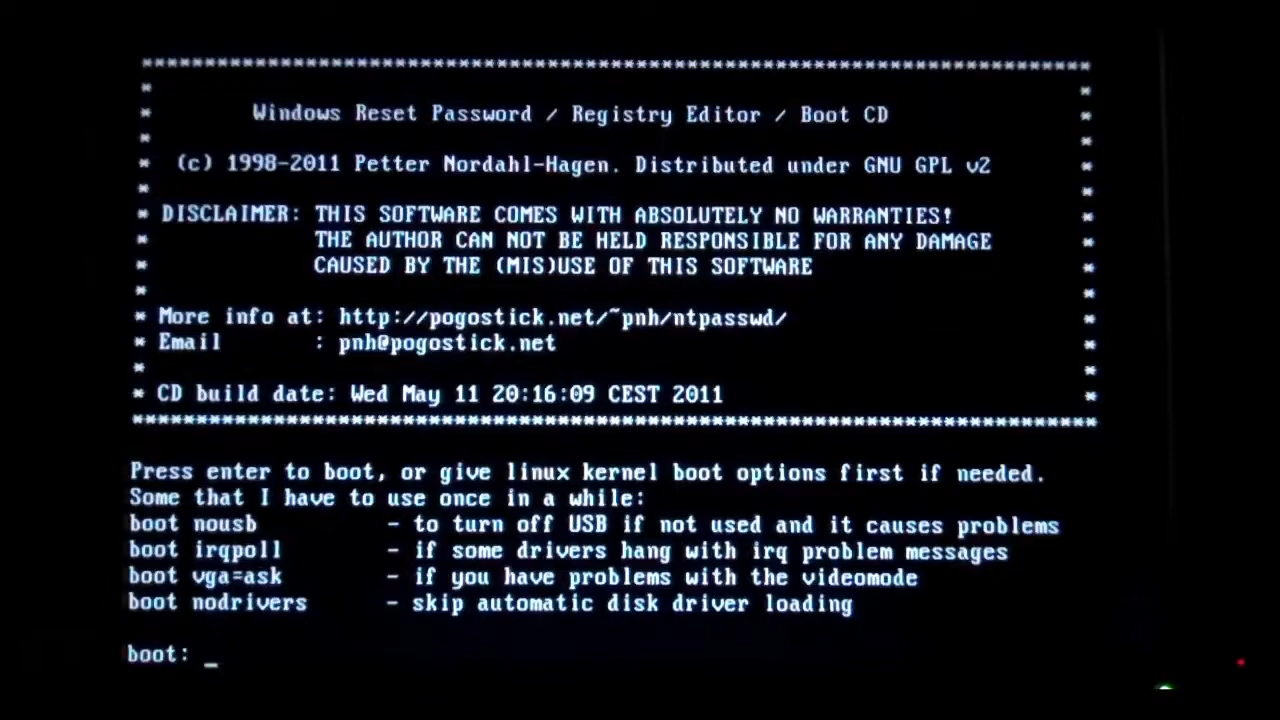 ****************************************************************************
*                                                                          *
*        Windows Reset Password / Registry Editor / Boot CD                *
*                                                                          *
*  (c) 1998-2011 Petter Nordahl-Hagen. Distributed under GNU GPL v2        *
*                                                                          *
* DISCLAIMER: THIS SOFTWARE COMES WITH ABSOLUTELY NO WARRANTIES!           *
*             THE AUTHOR CAN NOT BE HELD RESPONSIBLE FOR ANY DAMAGE        *
*             CAUSED BY THE (MIS)USE OF THIS SOFTWARE                      *
*                                                                          *
* More info at: http://pogostick.net/~pnh/ntpasswd/                        *
* Email       : pnh@pogostick.net                                          *
*                                                                          *
* CD build date: Wed May 11 20:16:09 CEST 2011                             *
****************************************************************************
Press enter to boot, or give linux kernel boot options first if needed.
Some that I have to use once in a while:
boot nousb          - to turn off USB if not used and it causes problems
boot irqpoll        - if some drivers hang with irq problem messages
boot vga=ask        - if you have problems with the videomode
boot nodrivers      - skip automatic disk driver loading
boot: _